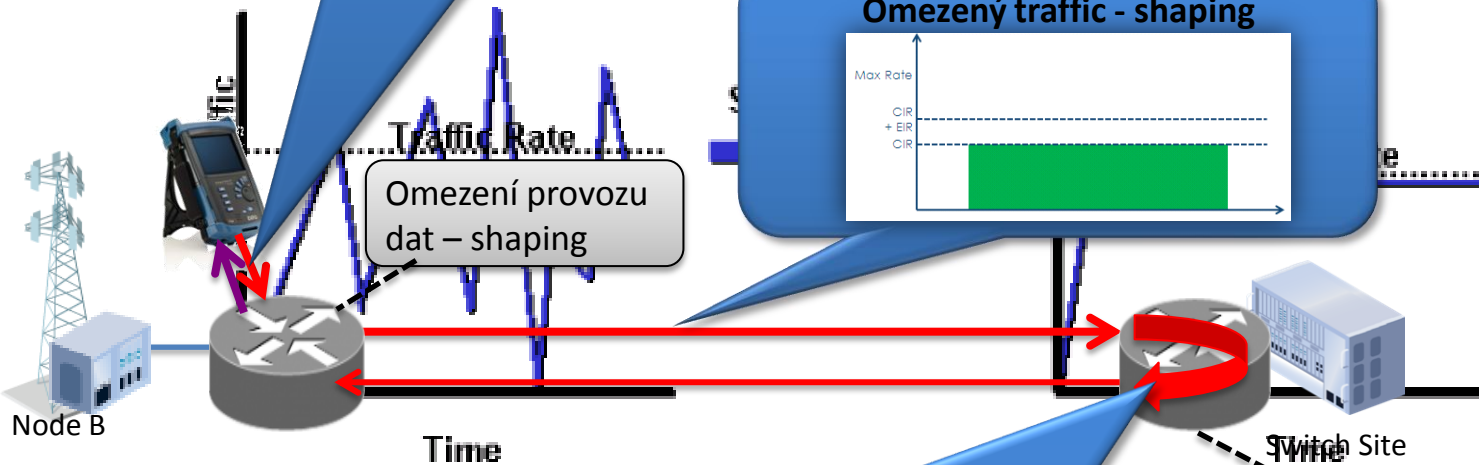 Omezený traffic - shaping
Max Rate
CIR
+ EIR
CIR
Traffic Rate
Omezení provozu
dat – shaping
Node B
Time
Switch Site